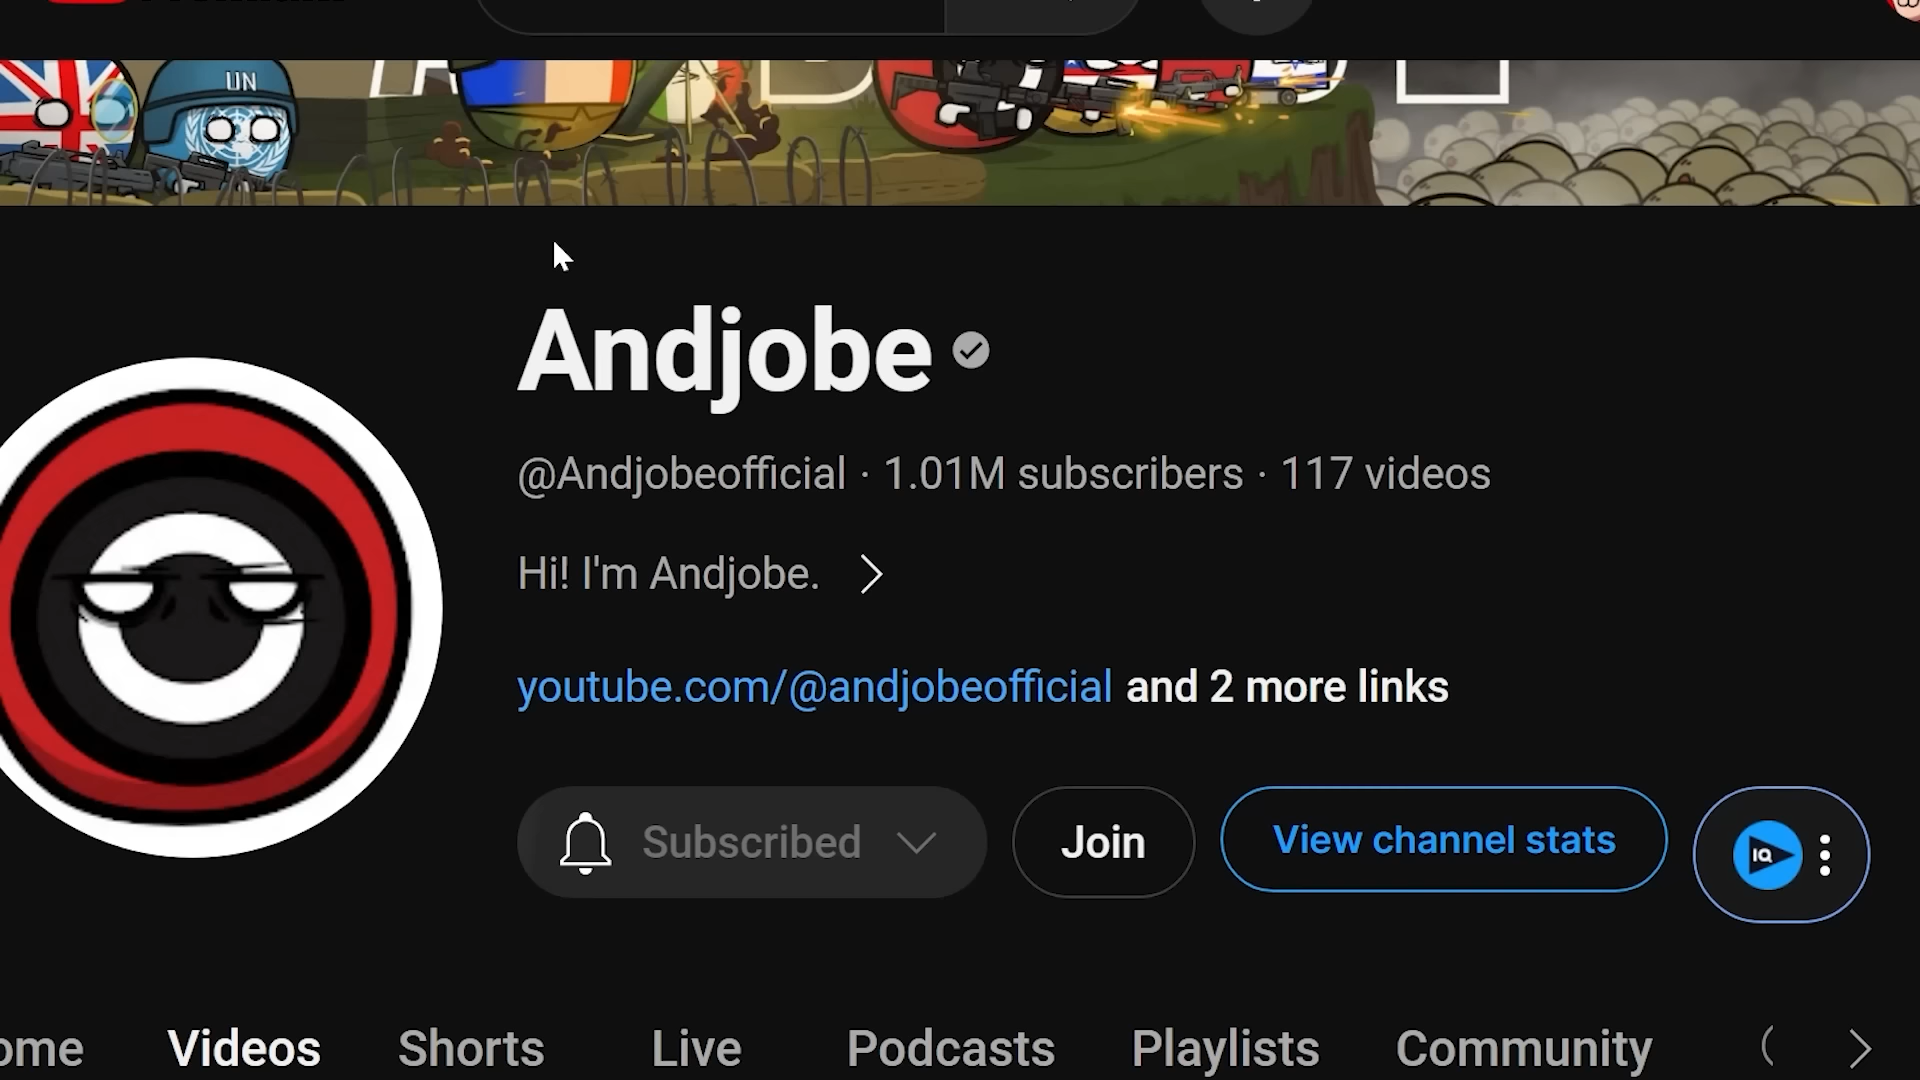 UN
Andjobe
@Andjobeofficial · 1.01M subscribers · 117 videos
Hi! I'm Andjobe.
youtube.com/@andjobeofficial and 2 more links
Subscribed
Join
View channel stats
IQ
ome Videos Shorts Live Podcasts Playlists Community